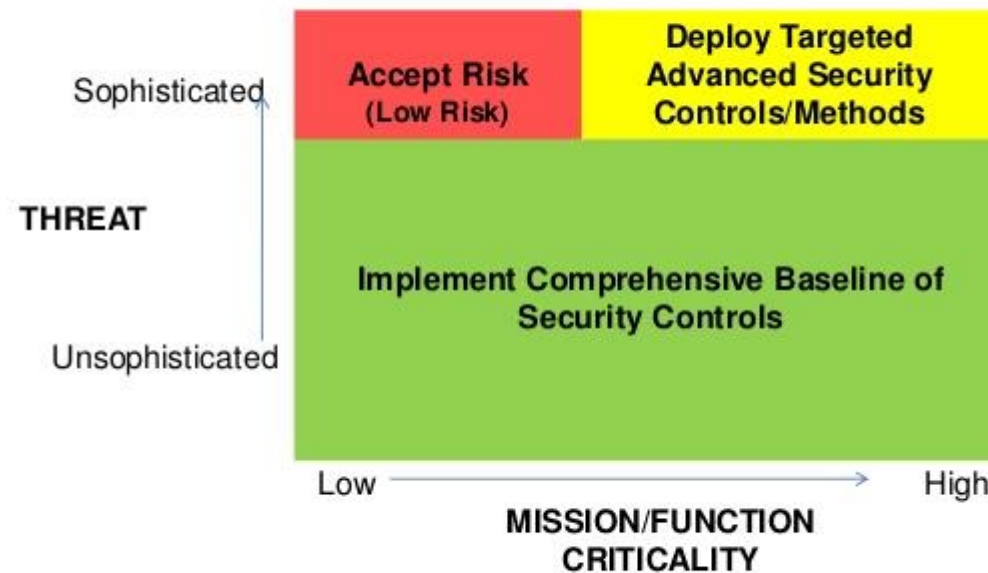 Deploy Targeted
Advanced Security
Controls/Methods
Accept Risk
(Low Risk)
Sophisticated
THREAT
Implement Comprehensive Baseline of
Security Controls
Unsophisticated
Low
High
MISSION/FUNCTION
CRITICALITY